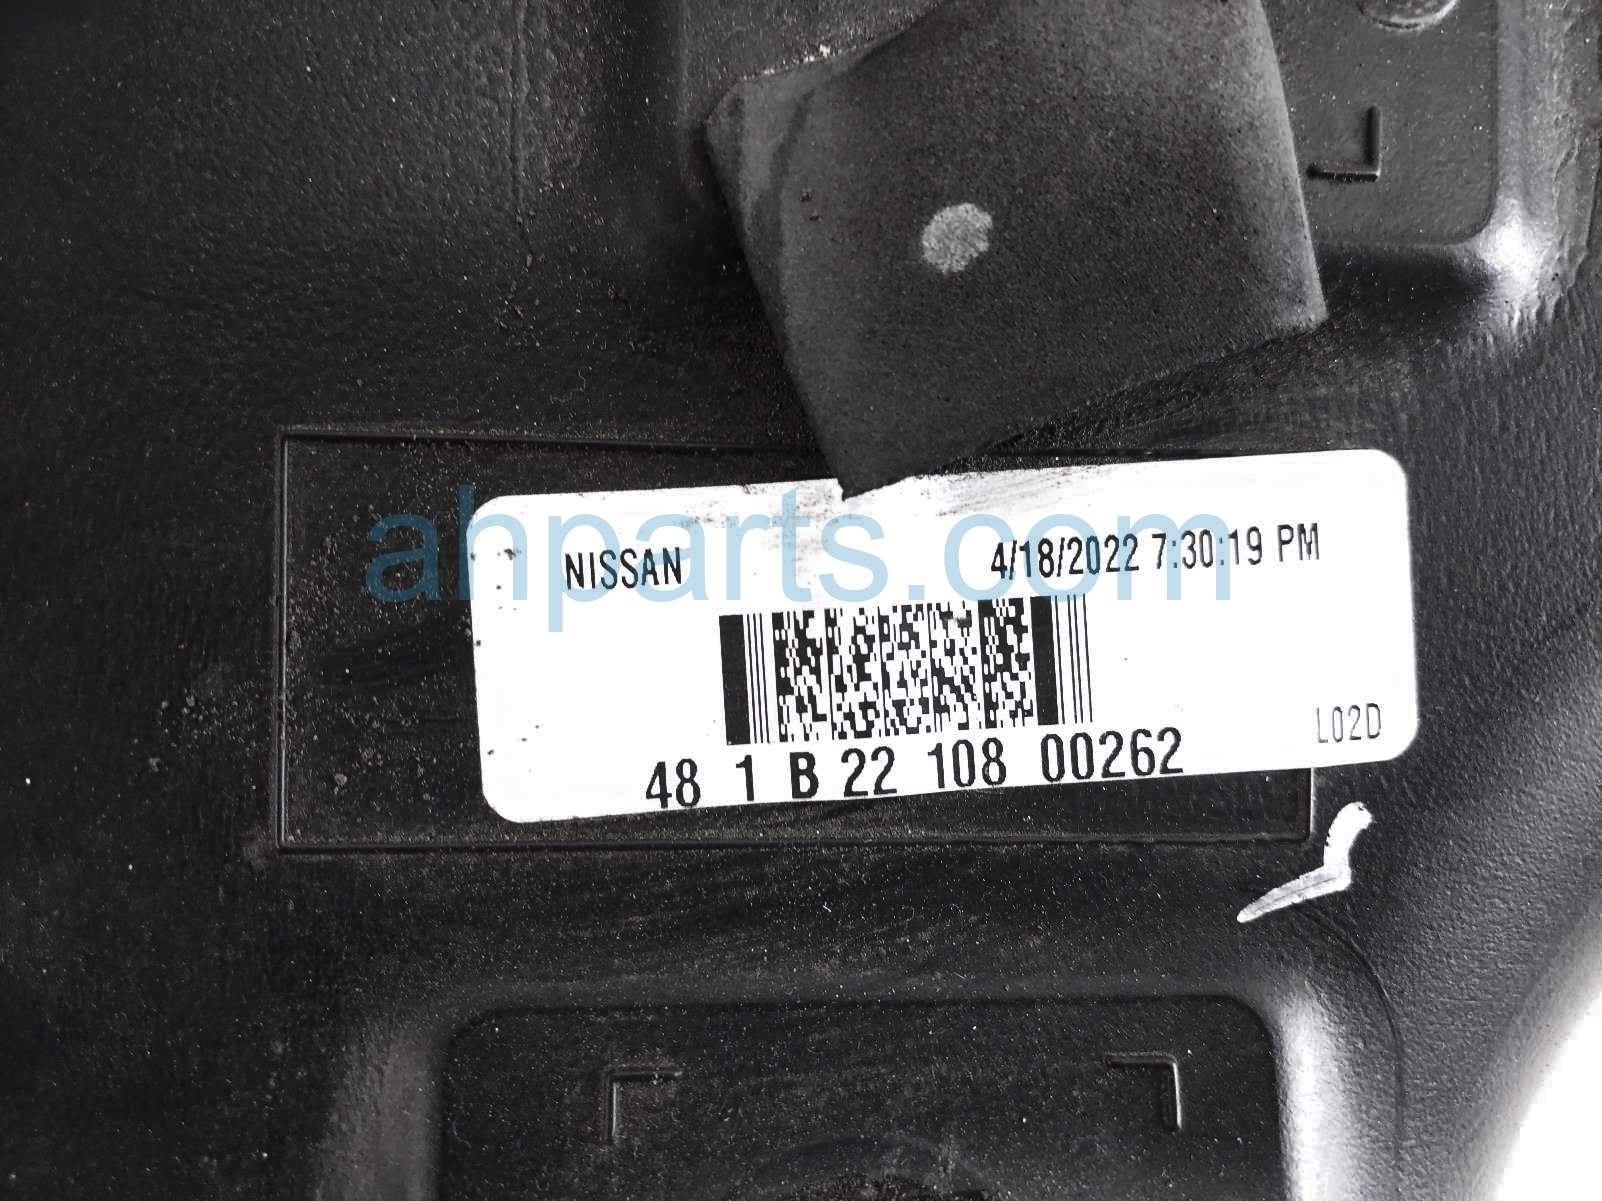 NISSAN 4/18/2022 7:30:19 PM
ahparts.com
L02D
48 1 B 22 108 00262